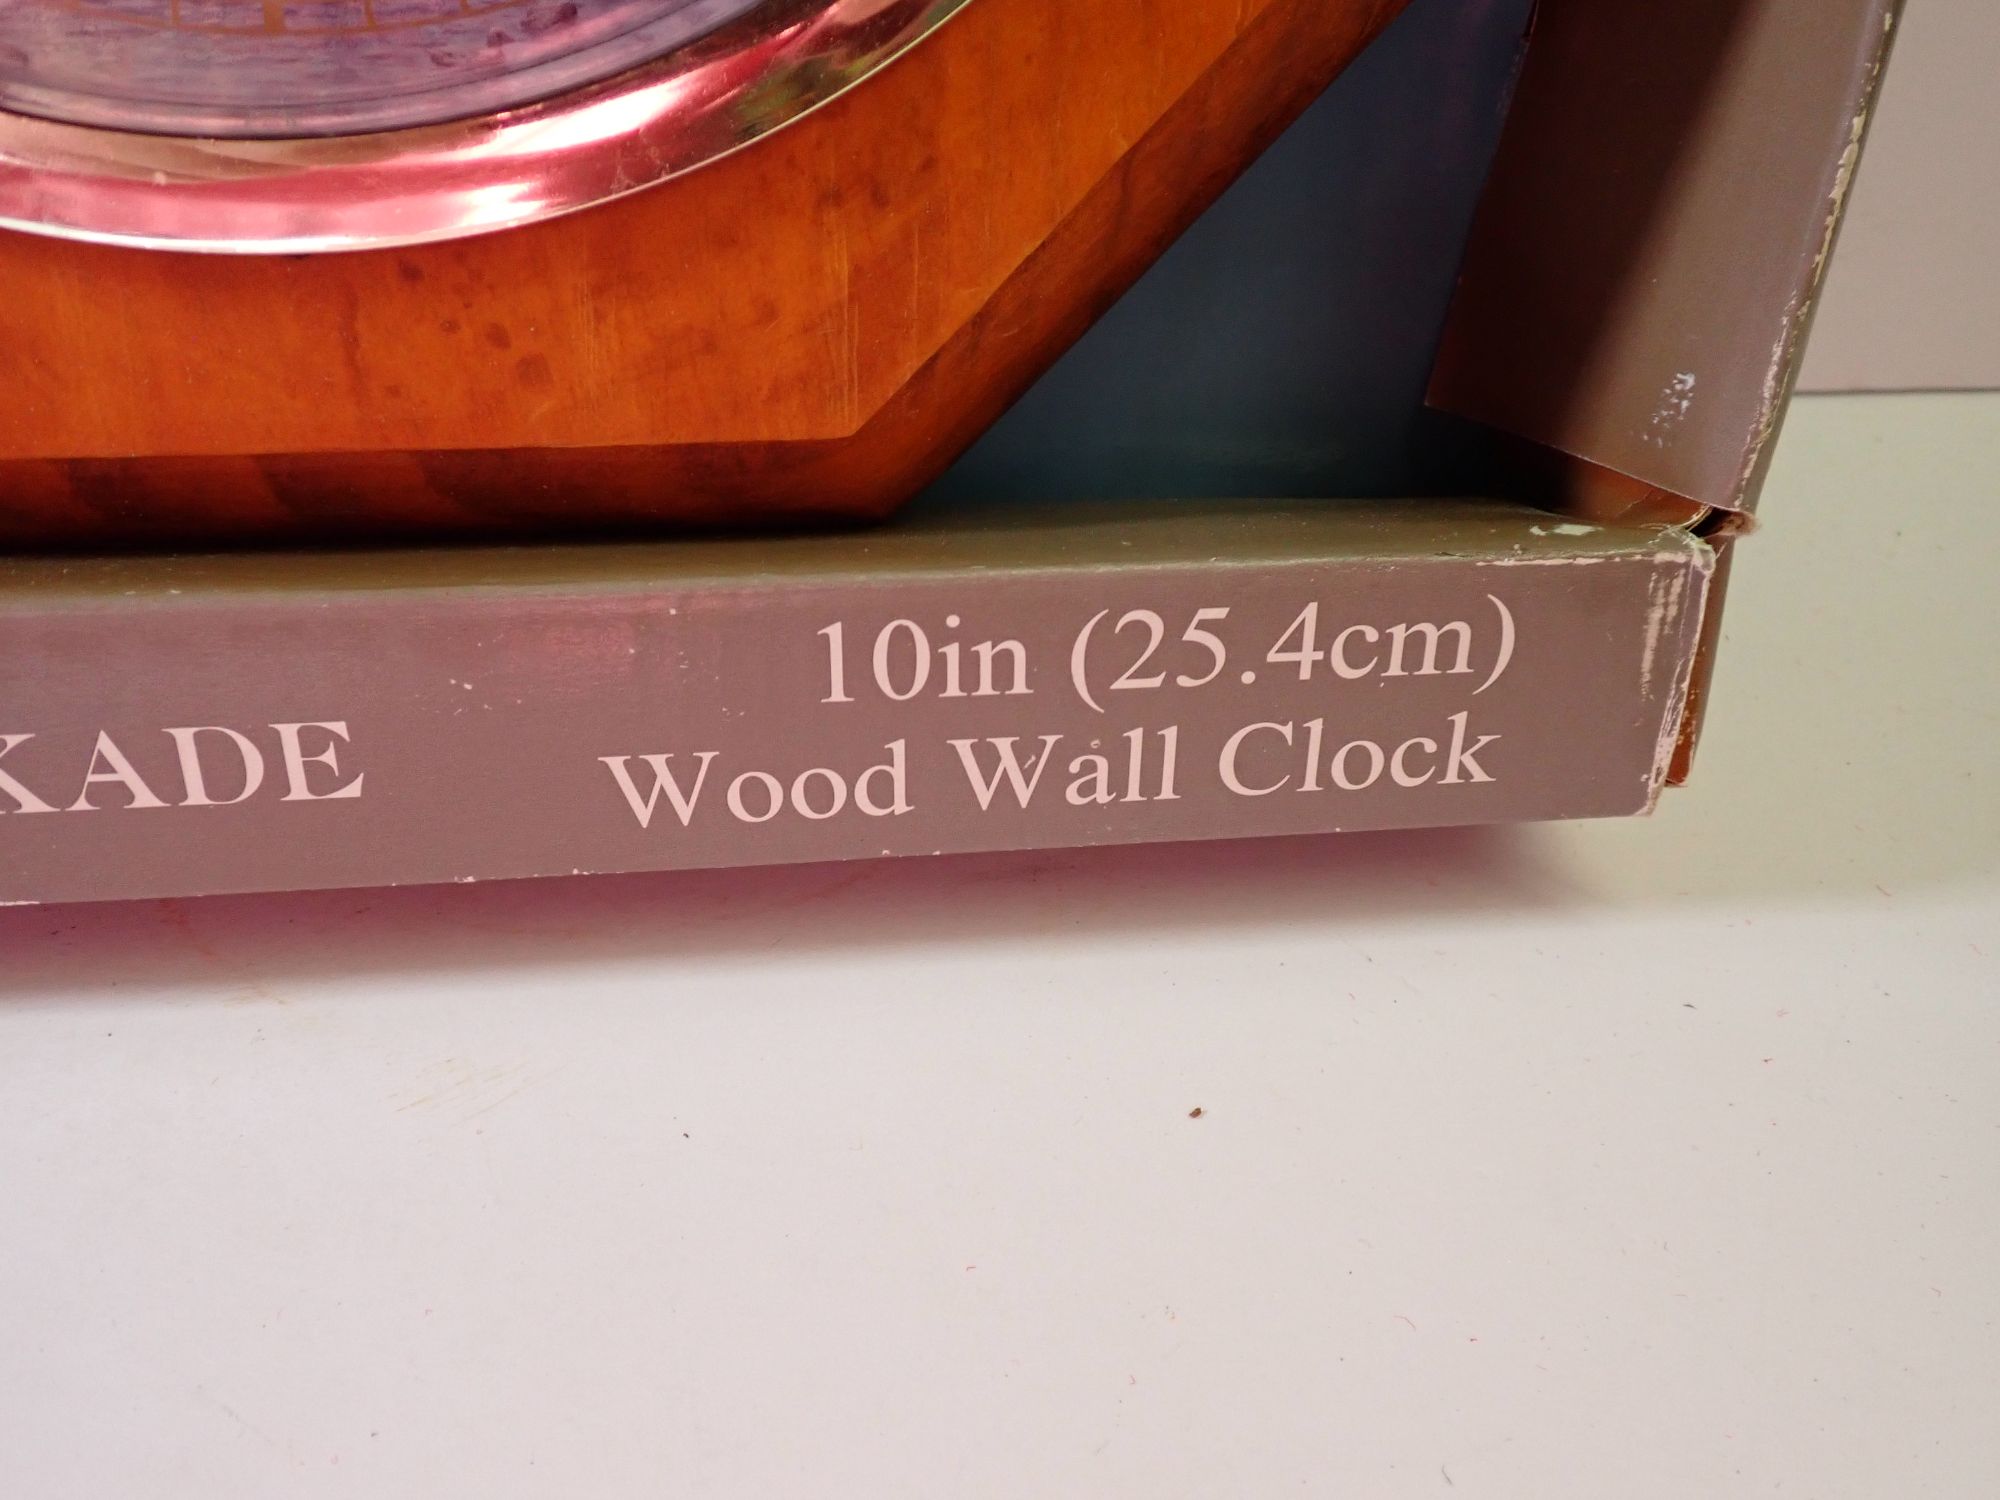 KADE
10in (25.4cm)
Wood Wall Clock